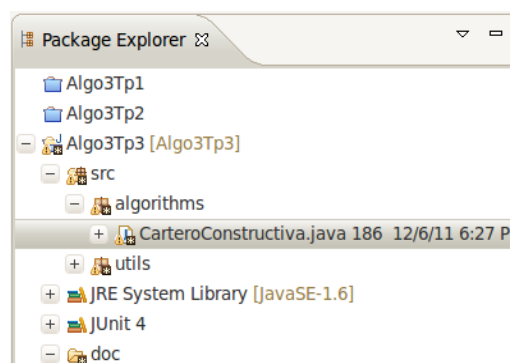 Package Explorer
Algo3Tp1
Algo3Tp2
Algo3Tp3 [Algo3Tp3]
src
algorithms
CarteroConstructiva.java 186 12/6/11 6:27 P
utils
JRE System Library [JavaSE-1.6]
JUnit 4
doc